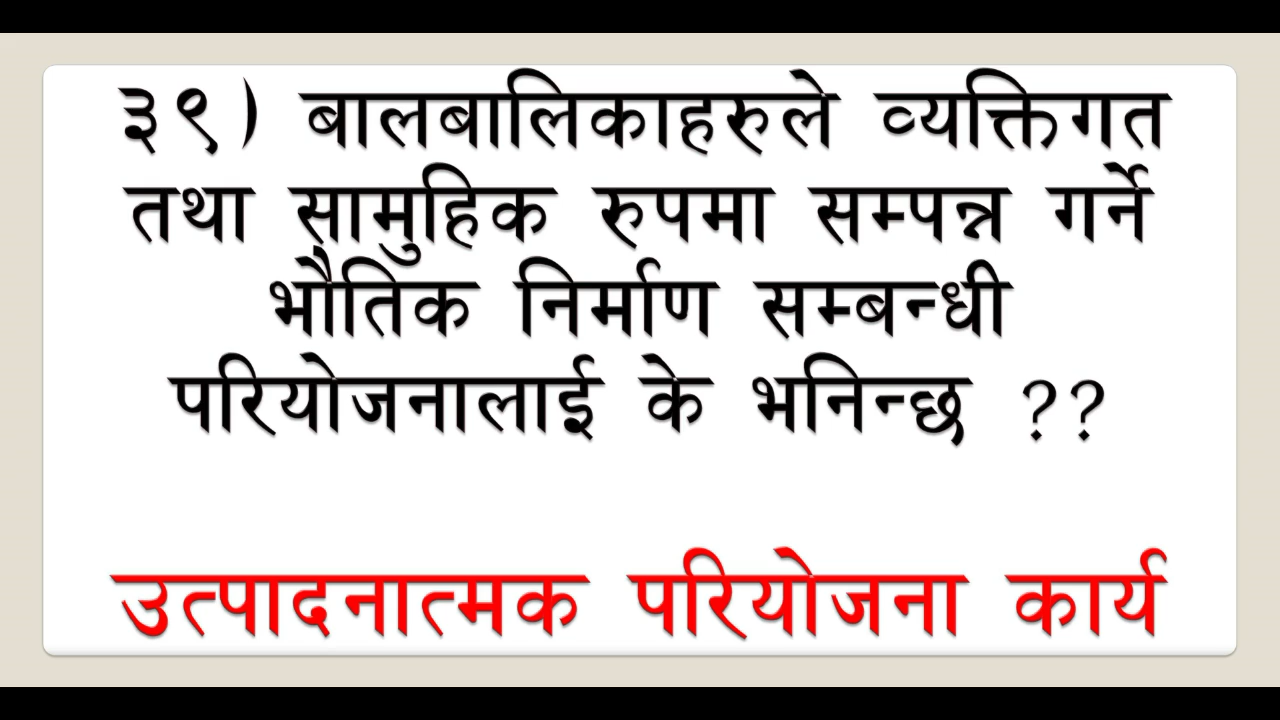 ३९) बालबालिकाहरुले व्यक्तिगत
तथा सामुहिक रुपमा सम्पन्न गर्ने
भौतिक निर्माण सम्बन्धी
परियोजनालाई के भनिन्छ ??
उत्पादनात्मक परियोजना कार्य